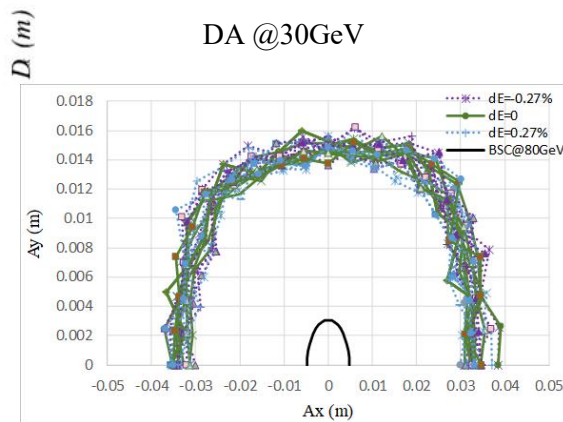 D (m)
DA @30GeV
0.018
0.016
0.014
0.012
0.01
0.008
0.006
0.004
0.002
0
Ay (m)
dE=-0.27%
dE=0
dE=0.27%
BSC@80GeV
-0.05 -0.04 -0.03 -0.02 -0.01 0 0.01 0.02 0.03 0.04 0.05
Ax (m)